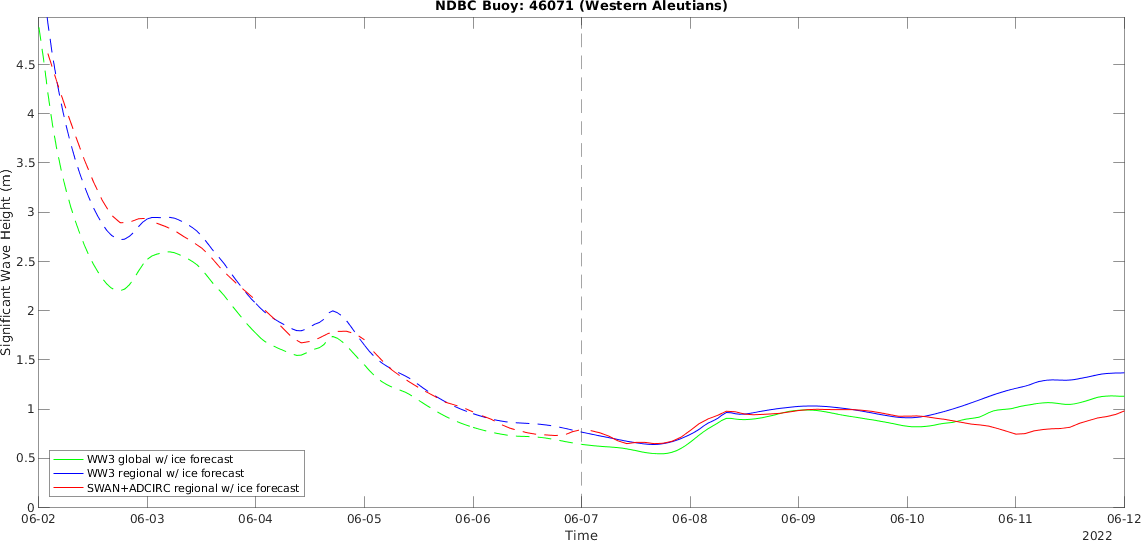 NDBC Buoy: 46071 (Western Aleutians)
Significant Wave Height (m)
4.5
4
3.5
3
2.5
2
1.5
1
0.5
0
WW3 global w/ ice forecast
WW3 regional w/ ice forecast
SWAN+ADCIRC regional w/ ice forecast
06-02 06-03 06-04 06-05 06-06 06-07 06-08 06-09 06-10 06-11 06-12
Time
2022